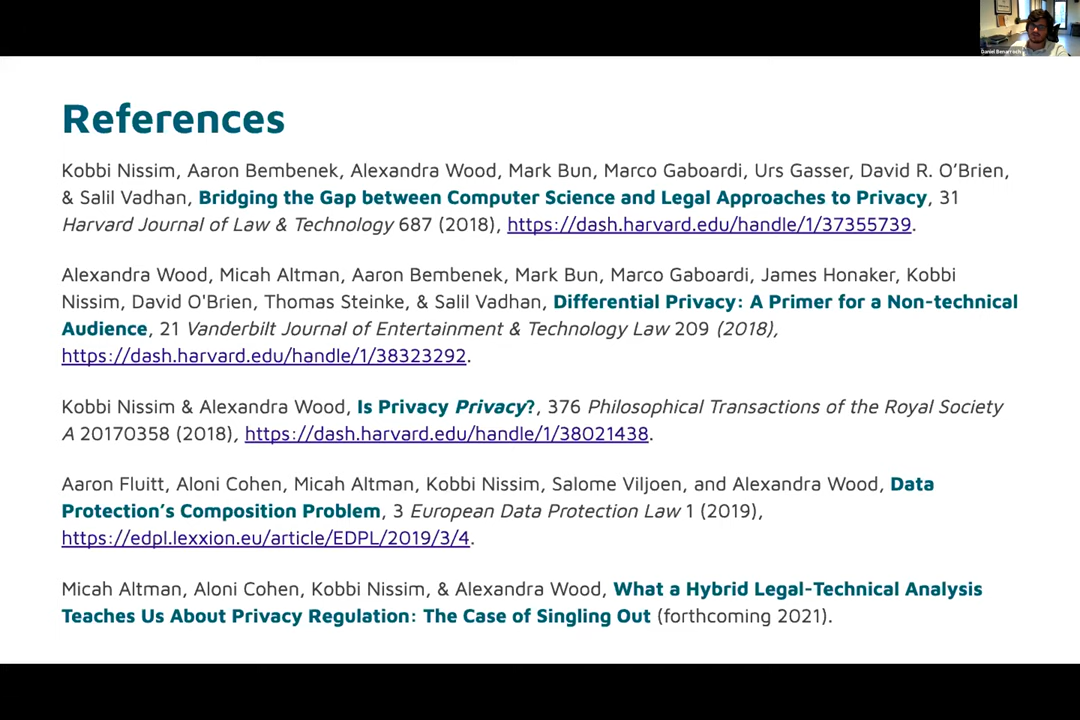 Daniel Benarroch
References
Kobbi Nissim, Aaron Bembenek, Alexandra Wood, Mark Bun, Marco Gaboardi, Urs Gasser, David R. O’Brien,
& Salil Vadhan, Bridging the Gap between Computer Science and Legal Approaches to Privacy, 31
Harvard Journal of Law & Technology 687 (2018), https://dash.harvard.edu/handle/1/37355739.
Alexandra Wood, Micah Altman, Aaron Bembenek, Mark Bun, Marco Gaboardi, James Honaker, Kobbi
Nissim, David O'Brien, Thomas Steinke, & Salil Vadhan, Differential Privacy: A Primer for a Non-technical
Audience, 21 Vanderbilt Journal of Entertainment & Technology Law 209 (2018),
https://dash.harvard.edu/handle/1/38323292.
Kobbi Nissim & Alexandra Wood, Is Privacy Privacy?, 376 Philosophical Transactions of the Royal Society
A 20170358 (2018), https://dash.harvard.edu/handle/1/38021438.
Aaron Fluitt, Aloni Cohen, Micah Altman, Kobbi Nissim, Salome Viljoen, and Alexandra Wood, Data
Protection’s Composition Problem, 3 European Data Protection Law 1 (2019),
https://edpl.lexxion.eu/article/EDPL/2019/3/4.
Micah Altman, Aloni Cohen, Kobbi Nissim, & Alexandra Wood, What a Hybrid Legal-Technical Analysis
Teaches Us About Privacy Regulation: The Case of Singling Out (forthcoming 2021).